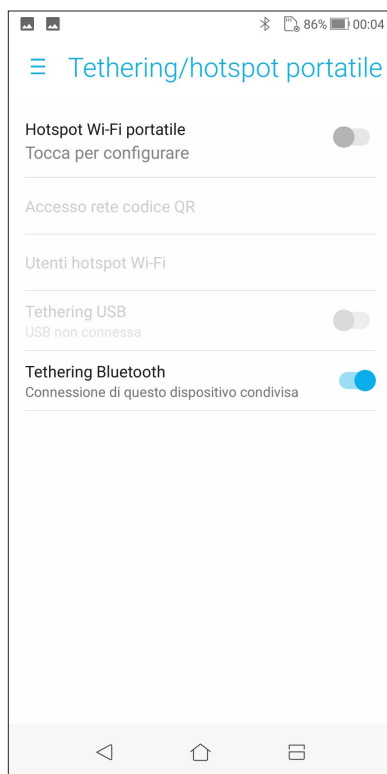 86% 00:04
Tethering/hotspot portatile
Hotspot Wi-Fi portatile
Tocca per configurare
Accesso rete codice QR
Utenti hotspot Wi-Fi
Tethering USB
USB non connessa
Tethering Bluetooth
Connessione di questo dispositivo condivisa